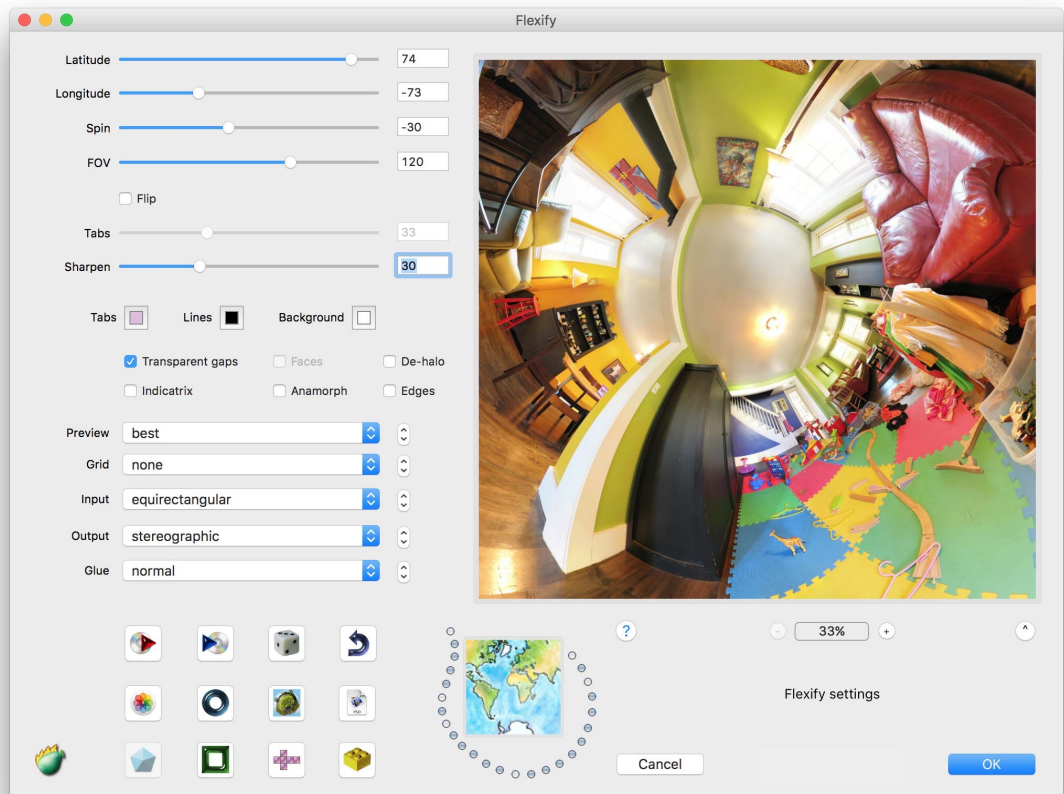 Flexify
Latitude 74
Longitude -73
Spin -30
FOV 120
Flip
Tabs 33
Sharpen 30
Tabs Lines Background
Transparent gaps Faces De-halo
Indicatrix Anamorph Edges
Preview best
Grid none
Input equirectangular
Output stereographic
Glue normal
? - 33% + ^
PSD
Flexify settings
Cancel OK